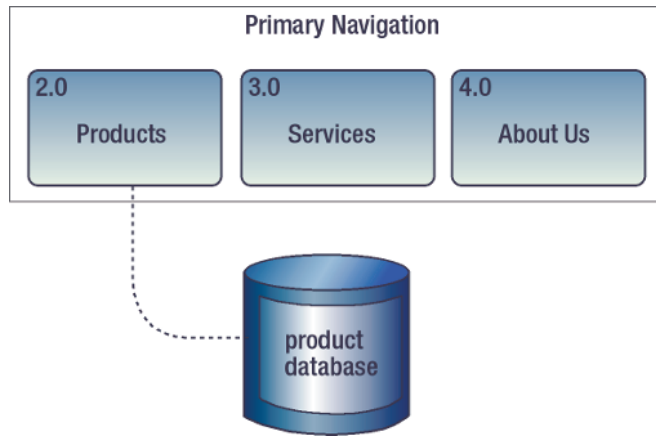 Primary Navigation
2.0
Products
3.0
Services
4.0
About Us
product
database